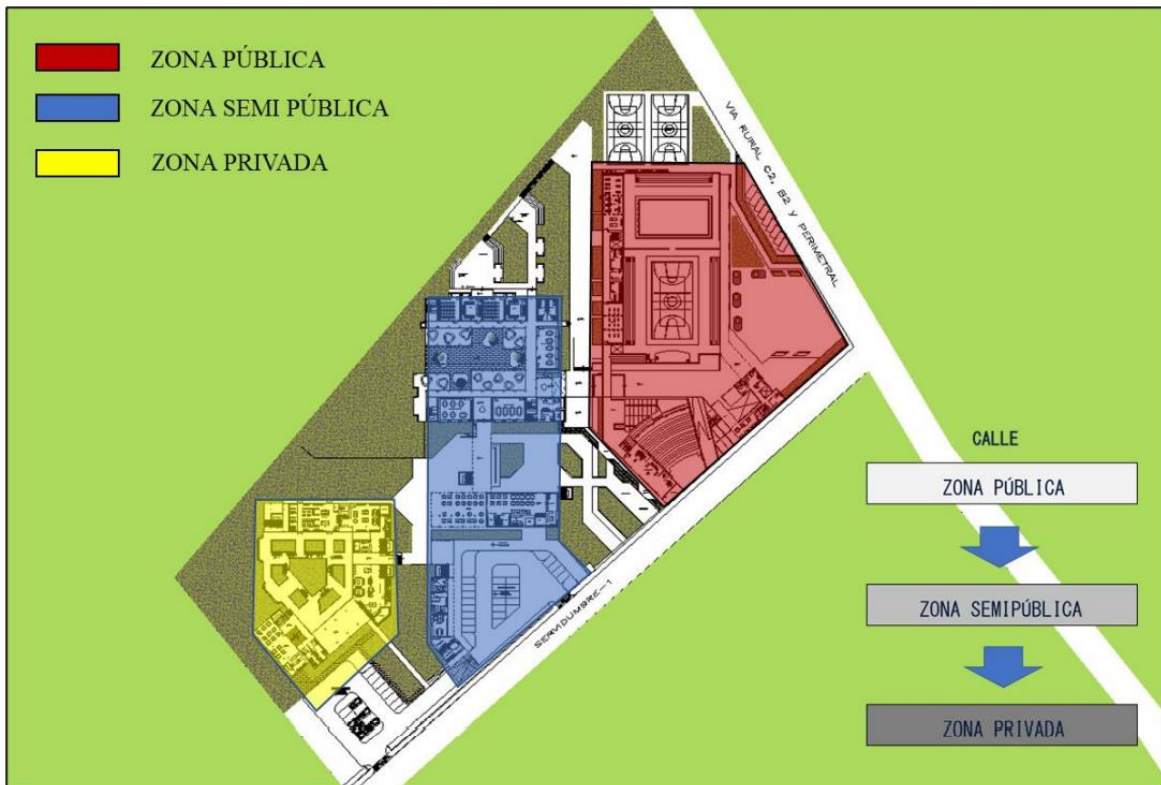 ZONA PÚBLICA
ZONA SEMI PÚBLICA
ZONA PRIVADA
VIA RURAL C2, B2 y PERIMETRAL
SERVIDUMBRE-1
CALLE
ZONA PÚBLICA
ZONA SEMIPÚBLICA
ZONA PRIVADA